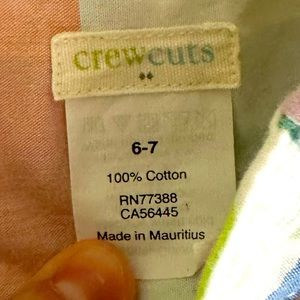 crewcuts
6-7
100% Cotton
RN77388
CA56445
Made in Mauritius